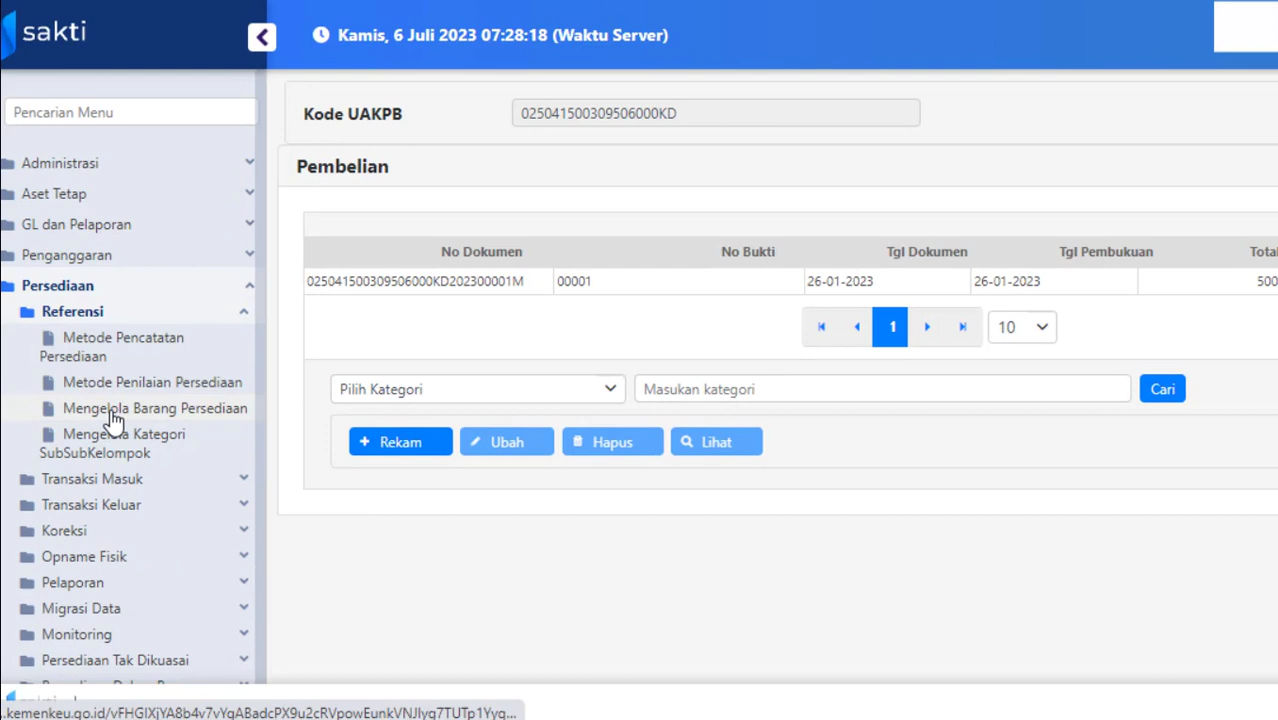 sakti
Kamis, 6 Juli 2023 07:28:18 (Waktu Server)
Pencarian Menu
Administrasi
Aset Tetap
GL dan Pelaporan
Penganggaran
Persediaan
Referensi
Metode Pencatatan
Persediaan
Metode Penilaian Persediaan
Mengelola Barang Persediaan
Mengelola Kategori
SubSubKelompok
Transaksi Masuk
Transaksi Keluar
Koreksi
Opname Fisik
Pelaporan
Migrasi Data
Monitoring
Persediaan Tak Dikuasai
Kode UAKPB 025041500309506000KD
Pembelian
No Dokumen No Bukti Tgl Dokumen Tgl Pembukuan Tota
025041500309506000KD202300001M 00001 26-01-2023 26-01-2023 500
1 10
Pilih Kategori Masukan kategori Cari
Rekam Ubah Hapus Lihat